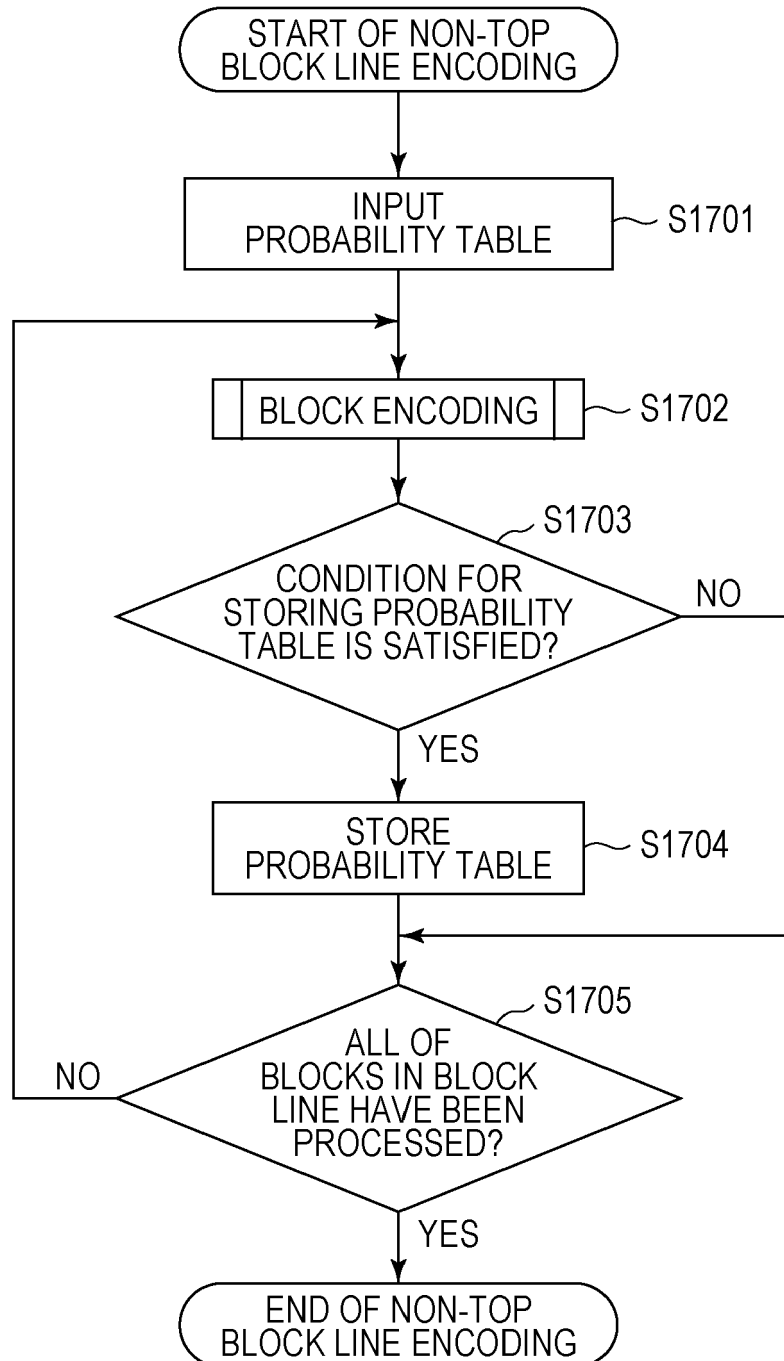 START OF NON-TOP
BLOCK LINE ENCODING
INPUT
PROBABILITY TABLE
S1701
BLOCK ENCODING
S1702
S1703
CONDITION FOR
STORING PROBABILITY
TABLE IS SATISFIED?
NO
YES
STORE
PROBABILITY TABLE
S1704
S1705
ALL OF
BLOCKS IN BLOCK
LINE HAVE BEEN
PROCESSED?
NO
YES
END OF NON-TOP
BLOCK LINE ENCODING